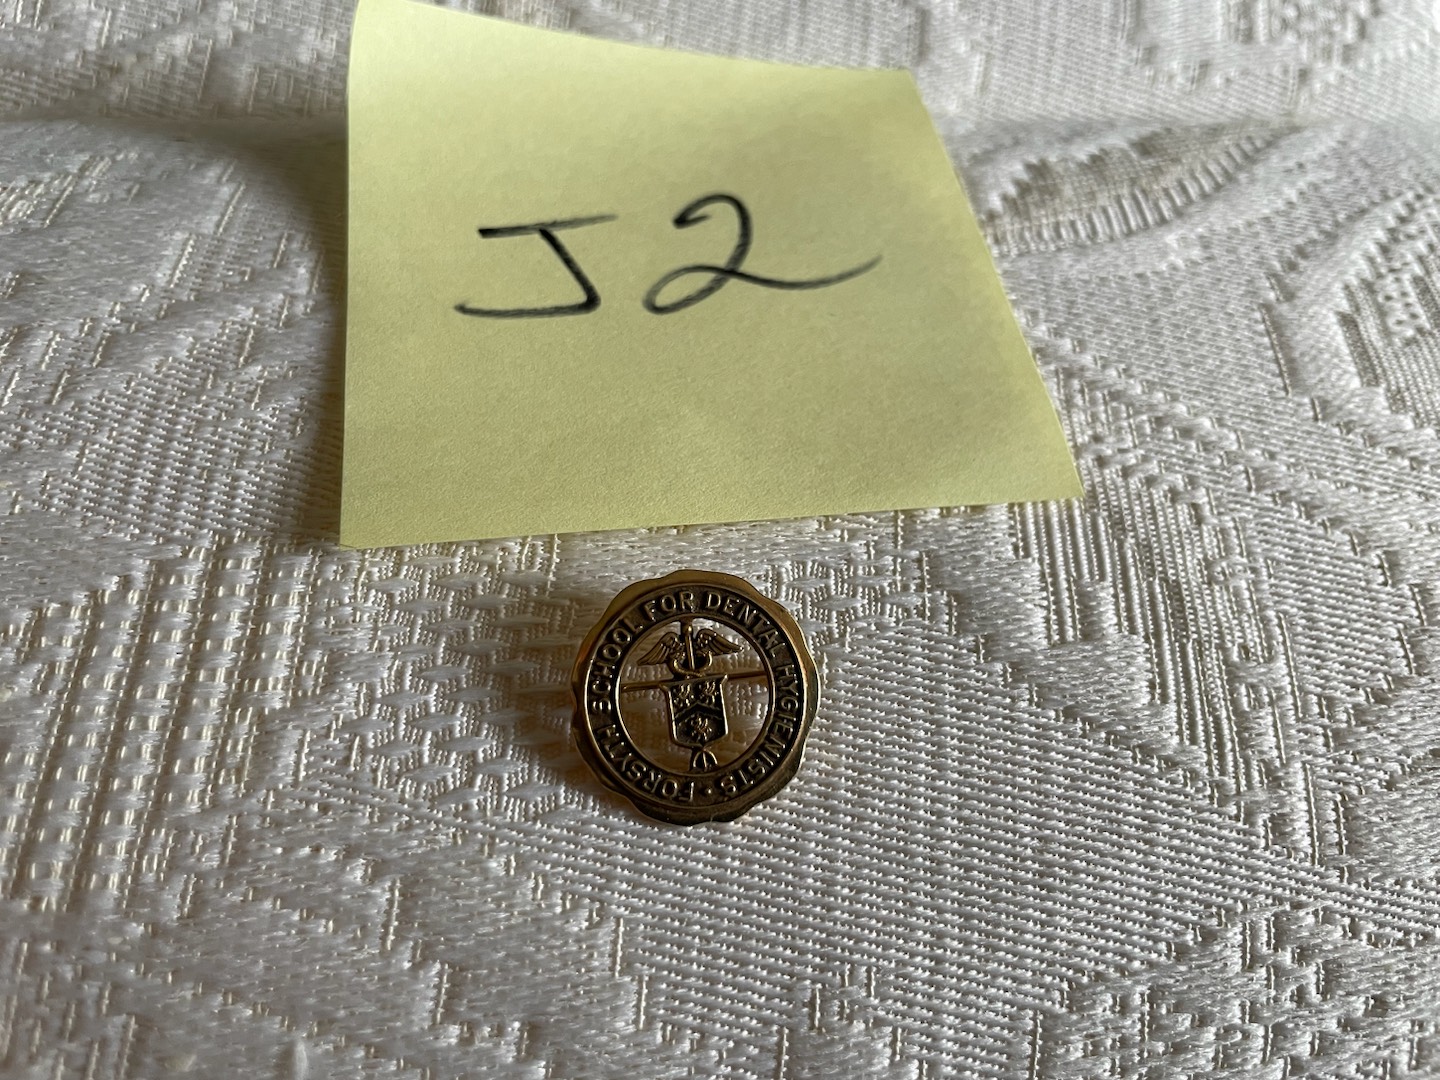 J2
FORSYTH SCHOOL FOR DENTAL HYGIENISTS •